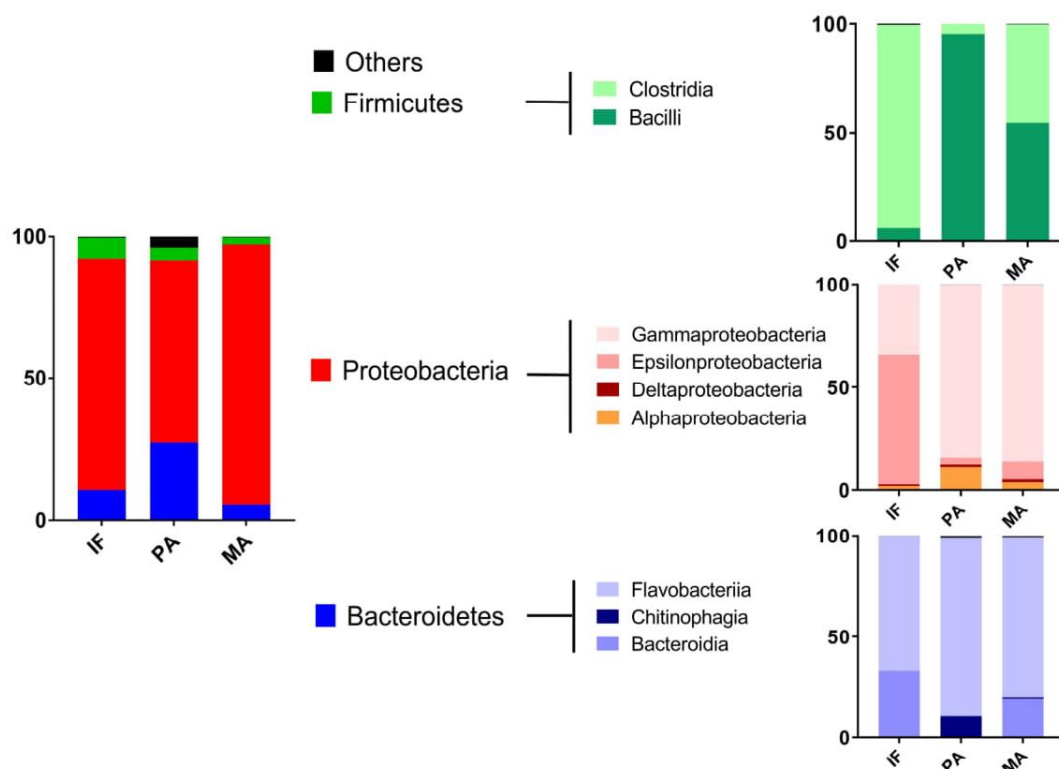 Others
Firmicutes
Clostridia
Bacilli
100
50
0
IF
PA
MA
100
50
0
IF
PA
MA
Proteobacteria
Gammaproteobacteria
Epsilonproteobacteria
Deltaproteobacteria
Alphaproteobacteria
100
50
0
IF
PA
MA
Bacteroidetes
Flavobacteriia
Chitinophagia
Bacteroidia
100
50
0
IF
PA
MA